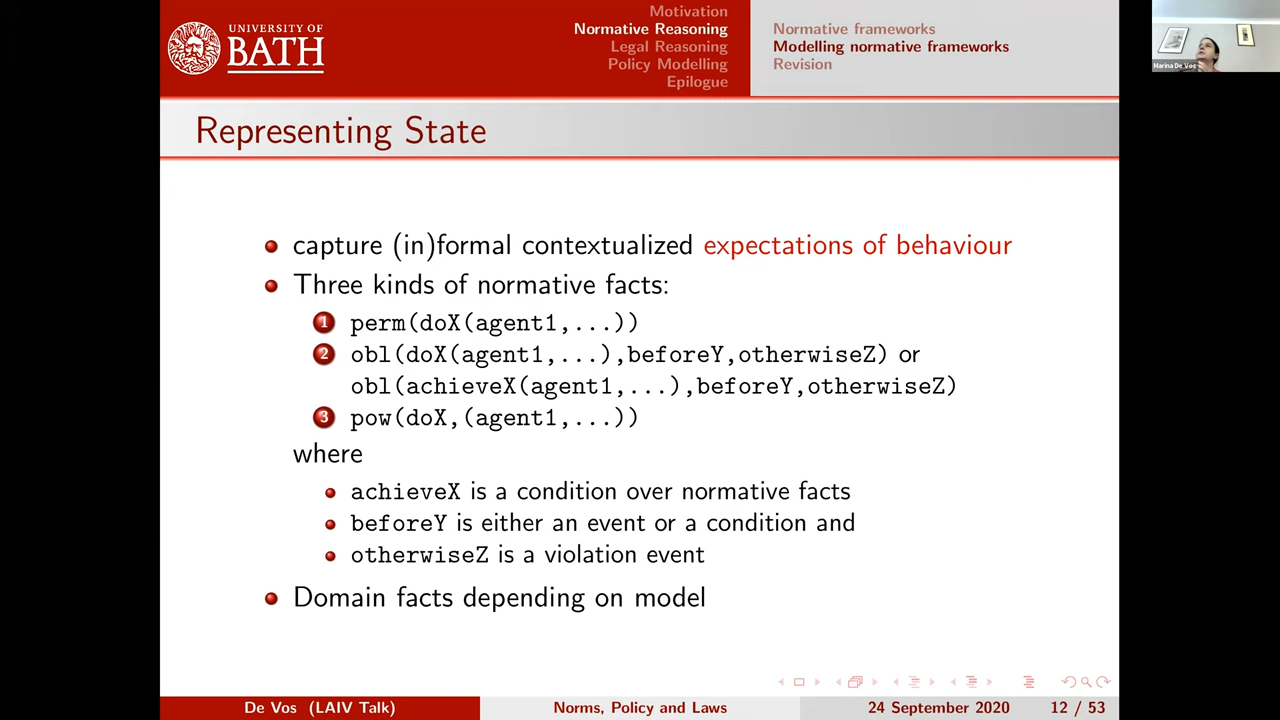 UNIVERSITY OF
BATH
Motivation
Normative Reasoning
Legal Reasoning
Policy Modelling
Epilogue
Normative frameworks
Modelling normative frameworks
Revision
Marina De Vos
Representing State
capture (in)formal contextualized expectations of behaviour
Three kinds of normative facts:
1 perm(doX(agent1,...))
2 obl(doX(agent1,...),beforeY,otherwiseZ) or
obl(achieveX(agent1,...),beforeY,otherwiseZ)
3 pow(doX,(agent1,...))
where
achieveX is a condition over normative facts
beforeY is either an event or a condition and
otherwiseZ is a violation event
Domain facts depending on model
De Vos (LAIV Talk)
Norms, Policy and Laws
24 September 2020
12 / 53